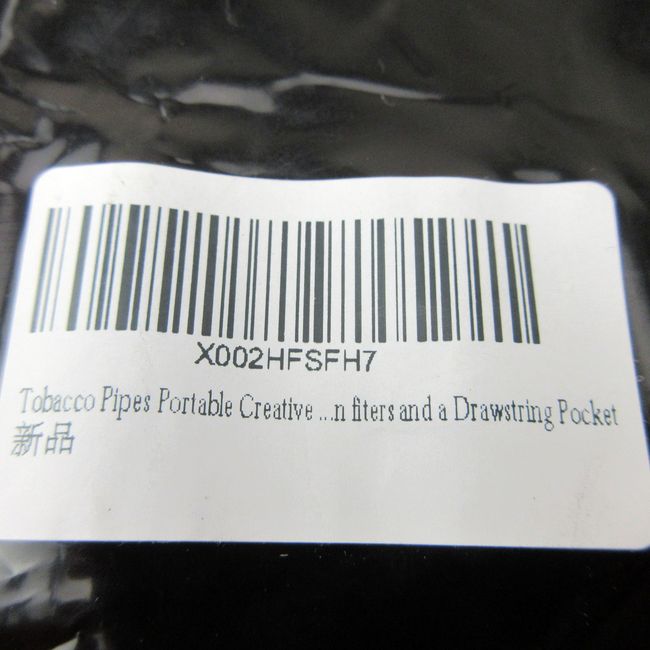 X002HFSFH7
Tobacco Pipes Portable Creative ...n fiters and a Drawstring Pocket
新品